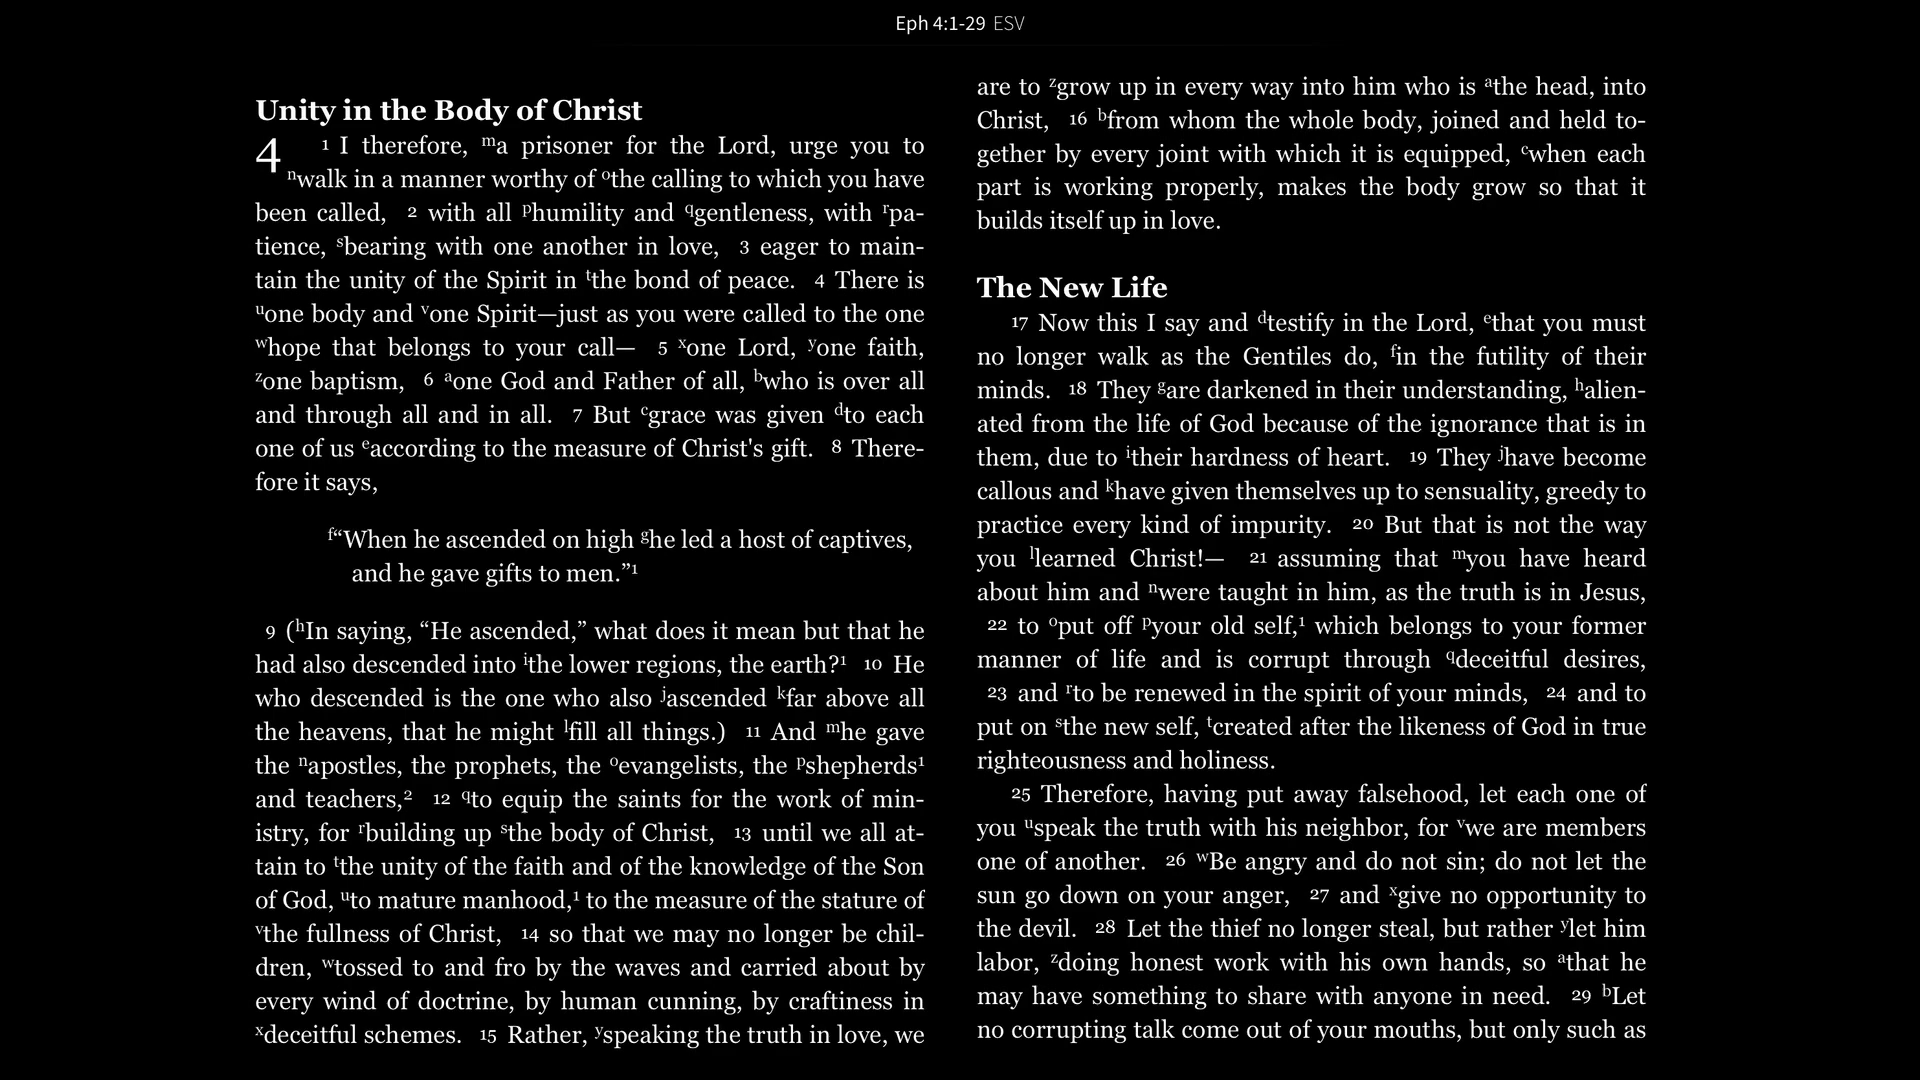 Eph 4:1-29 ESV
Unity in the Body of Christ
4 1 I therefore, ᵐa prisoner for the Lord, urge you to
ⁿwalk in a manner worthy of ᵒthe calling to which you have
been called, 2 with all ᵖhumility and qgentleness, with ʳpa-
tience, ˢbearing with one another in love, 3 eager to main-
tain the unity of the Spirit in ᵗthe bond of peace. 4 There is
ᵘone body and ᵛone Spirit—just as you were called to the one
ʷhope that belongs to your call— 5 ˣone Lord, ʸone faith,
ᶻone baptism, 6 ᵃone God and Father of all, ᵇwho is over all
and through all and in all. 7 But ᶜgrace was given ᵈto each
one of us ᵉaccording to the measure of Christ's gift. 8 There-
fore it says,
ᶠ“When he ascended on high ᵍhe led a host of captives,
and he gave gifts to men.”¹
9 (ʰIn saying, “He ascended,” what does it mean but that he
had also descended into ⁱthe lower regions, the earth?¹ 10 He
who descended is the one who also ʲascended ᵏfar above all
the heavens, that he might ˡfill all things.) 11 And ᵐhe gave
the ⁿapostles, the prophets, the ᵒevangelists, the ᵖshepherds¹
and teachers,² 12 qto equip the saints for the work of min-
istry, for ʳbuilding up ˢthe body of Christ, 13 until we all at-
tain to ᵗthe unity of the faith and of the knowledge of the Son
of God, ᵘto mature manhood,¹ to the measure of the stature of
ᵛthe fullness of Christ, 14 so that we may no longer be chil-
dren, ʷtossed to and fro by the waves and carried about by
every wind of doctrine, by human cunning, by craftiness in
ˣdeceitful schemes. 15 Rather, ʸspeaking the truth in love, we
are to ᶻgrow up in every way into him who is ᵃthe head, into
Christ, 16 ᵇfrom whom the whole body, joined and held to-
gether by every joint with which it is equipped, ᶜwhen each
part is working properly, makes the body grow so that it
builds itself up in love.
The New Life
17 Now this I say and ᵈtestify in the Lord, ᵉthat you must
no longer walk as the Gentiles do, ᶠin the futility of their
minds. 18 They ᵍare darkened in their understanding, ʰalien-
ated from the life of God because of the ignorance that is in
them, due to ⁱtheir hardness of heart. 19 They ʲhave become
callous and ᵏhave given themselves up to sensuality, greedy to
practice every kind of impurity. 20 But that is not the way
you ˡlearned Christ!— 21 assuming that ᵐyou have heard
about him and ⁿwere taught in him, as the truth is in Jesus,
22 to ᵒput off ᵖyour old self,¹ which belongs to your former
manner of life and is corrupt through qdeceitful desires,
23 and ʳto be renewed in the spirit of your minds, 24 and to
put on ˢthe new self, ᵗcreated after the likeness of God in true
righteousness and holiness.
25 Therefore, having put away falsehood, let each one of
you ᵘspeak the truth with his neighbor, for ᵛwe are members
one of another. 26 ʷBe angry and do not sin; do not let the
sun go down on your anger, 27 and ˣgive no opportunity to
the devil. 28 Let the thief no longer steal, but rather ʸlet him
labor, ᶻdoing honest work with his own hands, so ᵃthat he
may have something to share with anyone in need. 29 ᵇLet
no corrupting talk come out of your mouths, but only such as